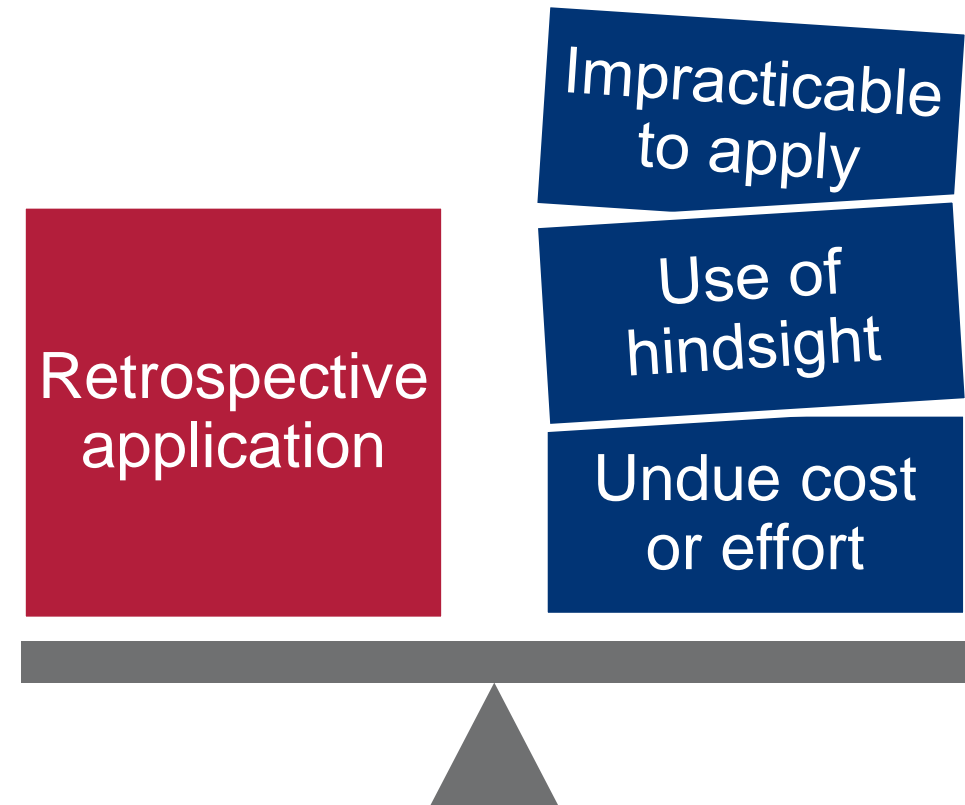 Retrospective
application
Impracticable
to apply
Use of
hindsight
Undue cost
or effort